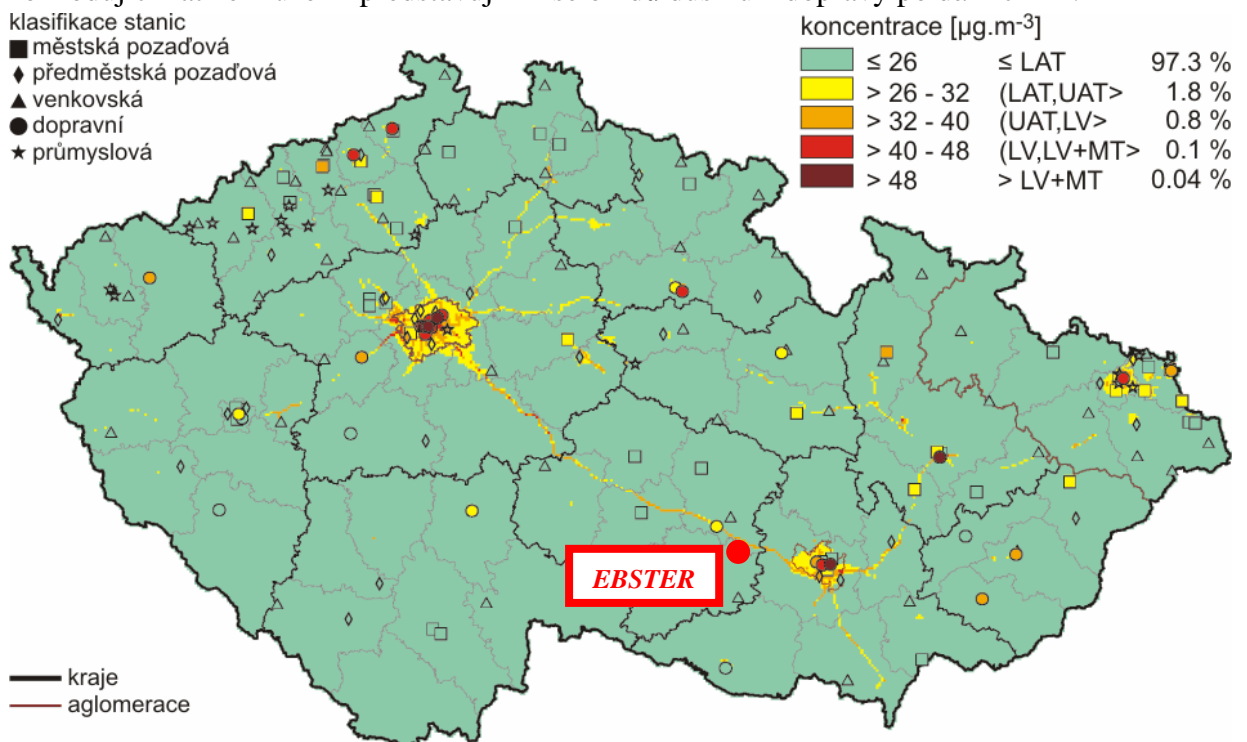 klasifikace stanic
městská pozaďová
předměstská pozaďová
venkovská
dopravní
průmyslová
koncentrace [µg.m-3]
≤ 26 ≤ LAT 97.3 %
> 26 - 32 (LAT,UAT> 1.8 %
> 32 - 40 (UAT,LV> 0.8 %
> 40 - 48 (LV,LV+MT> 0.1 %
> 48 > LV+MT 0.04 %
EBSTER
kraje
aglomerace